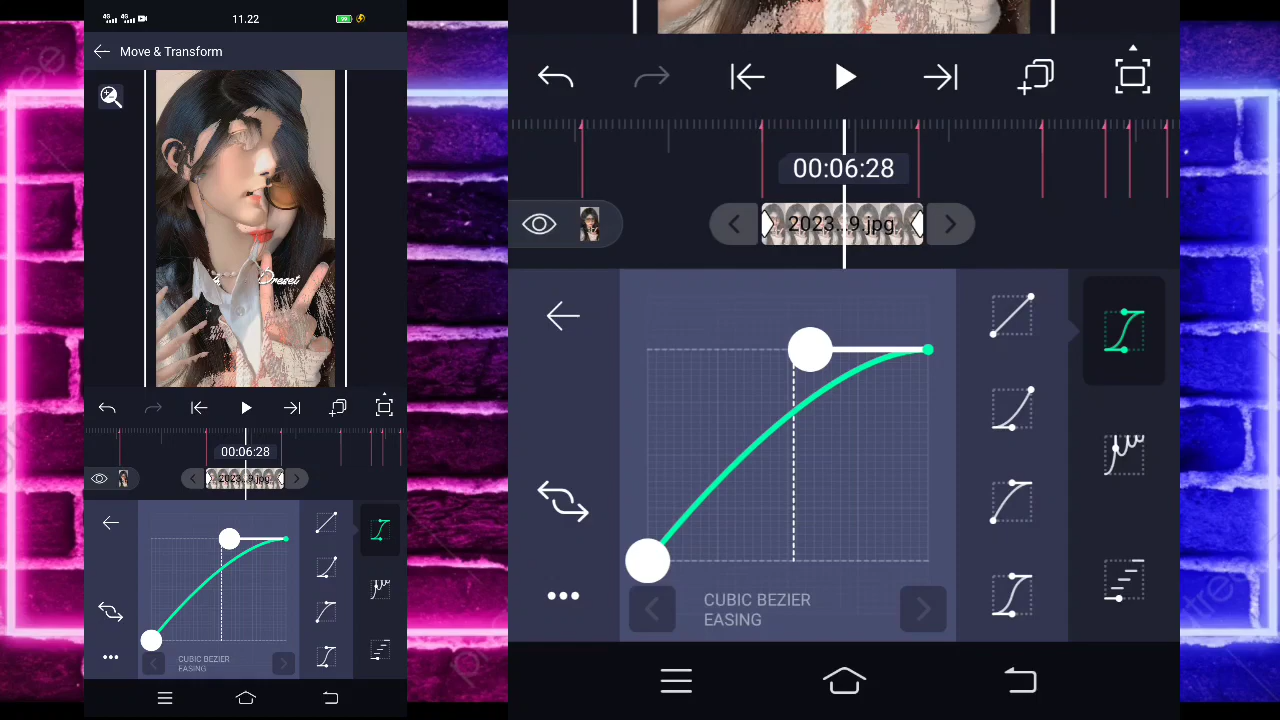 11.22
Move & Transform
Preset
00:06:28
2023...9.jpg
CUBIC BEZIER
EASING
00:06:28
2023...9.jpg
CUBIC BEZIER
EASING